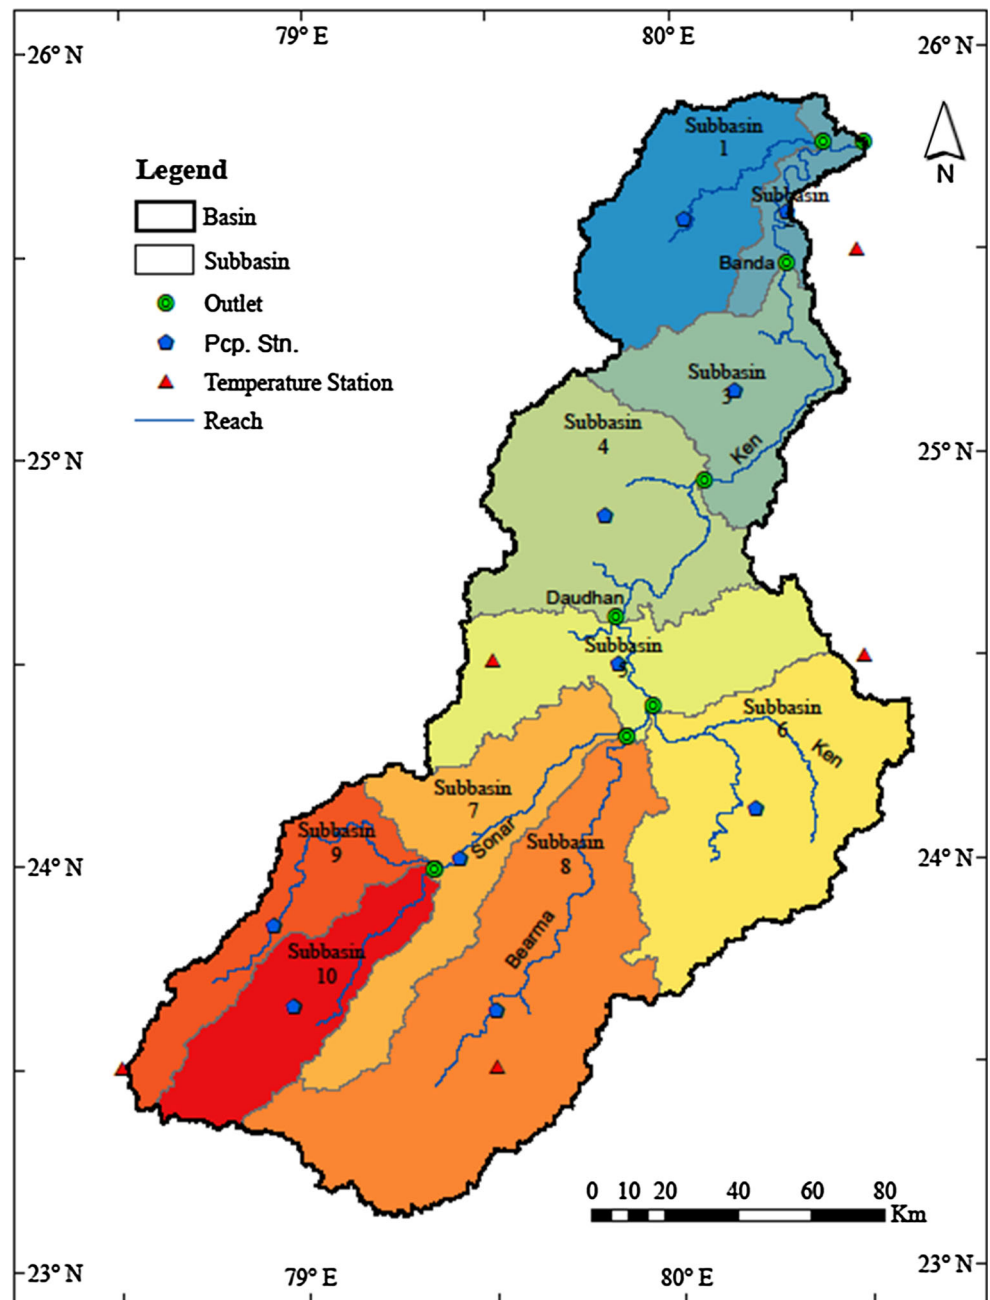 79° E
80° E
26° N
26° N
Subbasin
1
N
Legend
Basin
Subbasin
Outlet
Pcp. Stn.
Temperature Station
Reach
Subbasin
Banda
Subbasin
3
Subbasin
4
Ken
25° N
25° N
Daudhan
Subbasin
5
Subbasin
6
Ken
Subbasin
7
Sonar
Subbasin
8
Subbasin
9
24° N
24° N
Bearma
Subbasin
10
0 10 20 40 60 80
Km
23° N
23° N
79° E
80° E